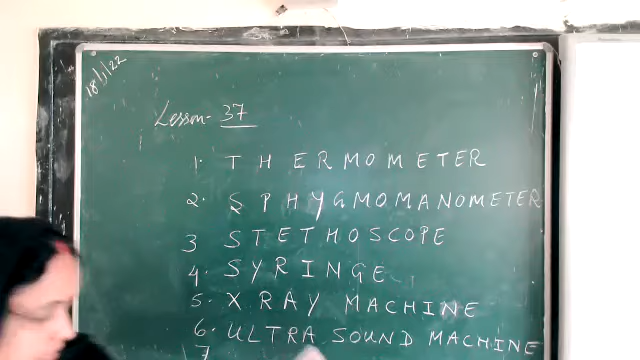 18/1/22
Lesson- 37
1. THERMOMETER
2. SPHYGMOMANOMETER
3 STETHOSCOPE
4. SYRINGE
5. X RAY MACHINE
6. ULTRA SOUND MACHINE
7